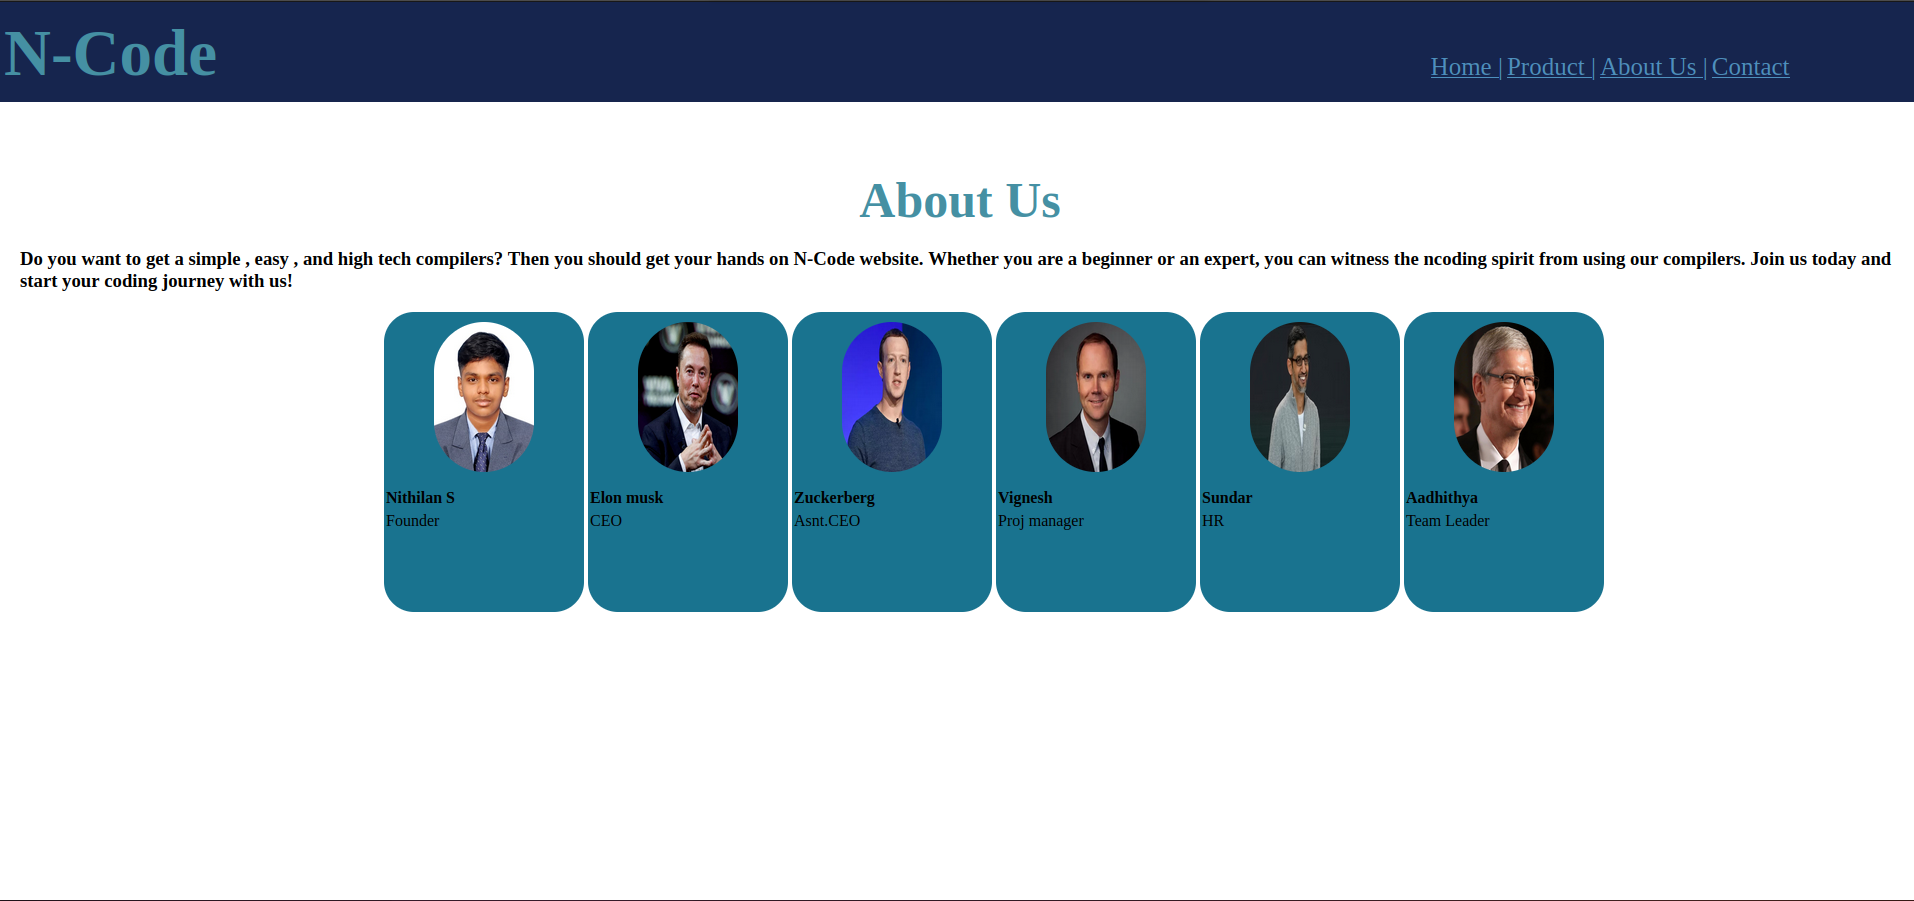 N-Code
Home | Product | About Us | Contact
About Us
Do you want to get a simple , easy , and high tech compilers? Then you should get your hands on N-Code website. Whether you are a beginner or an expert, you can witness the ncoding spirit from using our compilers. Join us today and
start your coding journey with us!
Nithilan S
Founder
Elon musk
CEO
Zuckerberg
Asnt.CEO
Vignesh
Proj manager
Sundar
HR
Aadhithya
Team Leader